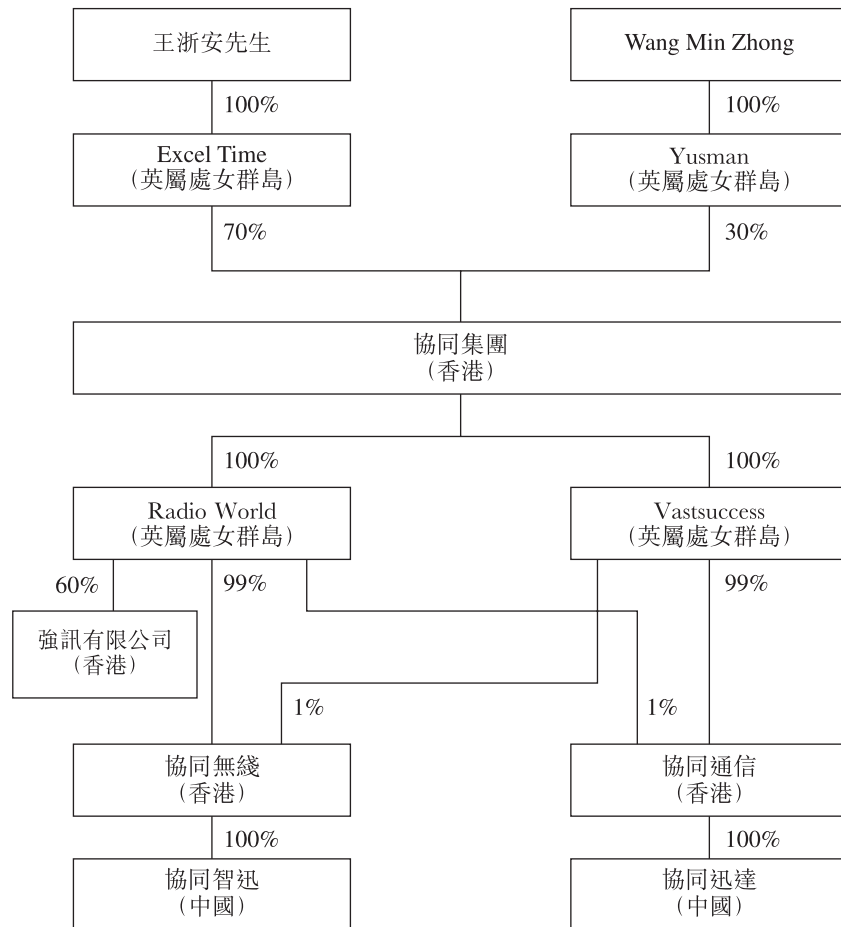 王浙安先生
Wang Min Zhong
100%
100%
Excel Time
（英屬處女群島）
Yusman
（英屬處女群島）
70%
30%
協同集團
（香港）
100%
100%
Radio World
（英屬處女群島）
Vastsuccess
（英屬處女群島）
60%
99%
99%
強訊有限公司
（香港）
1%
1%
協同無綫
（香港）
協同通信
（香港）
100%
100%
協同智迅
（中國）
協同迅達
（中國）